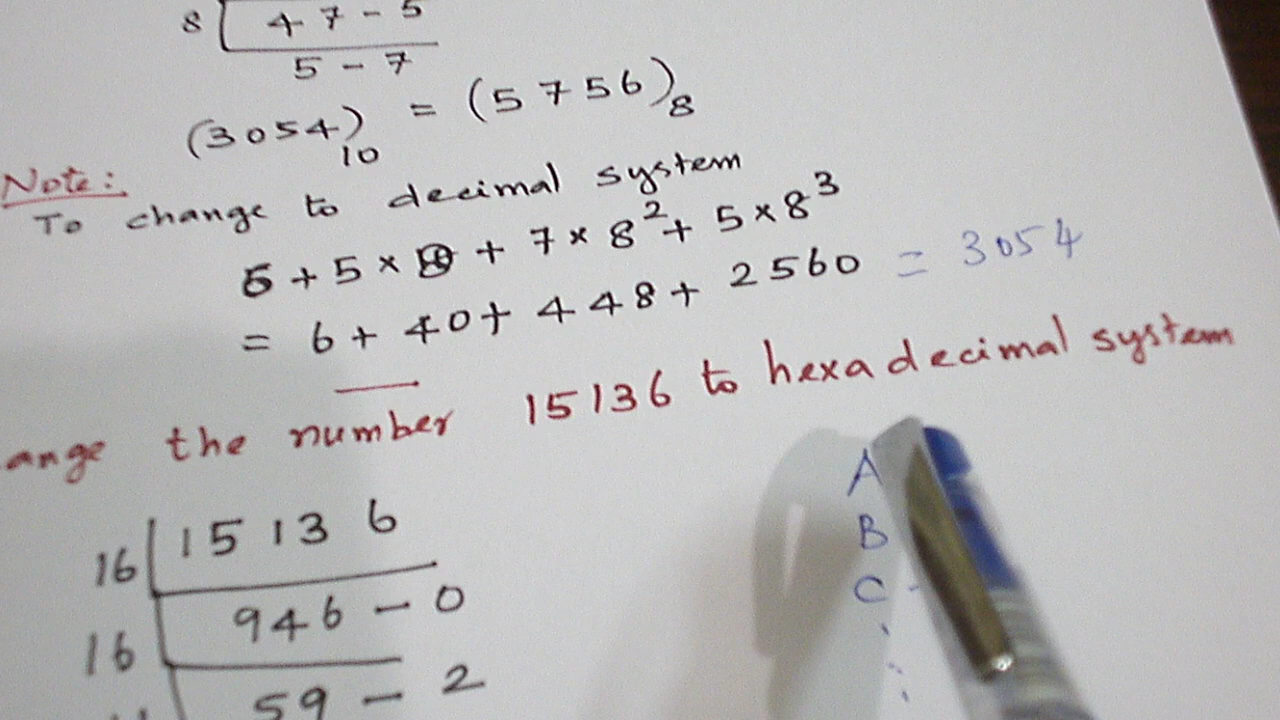 8 47 - 5
5 - 7
(3054)10 = (5756)8
Note:
To change to decimal system
6 + 5 × 8 + 7 × 8² + 5 × 8³
= 6 + 40 + 448 + 2560 = 3054
ange the number 15136 to hexadecimal system
A
B
C -
16 15136
16 946 - 0
59 - 2